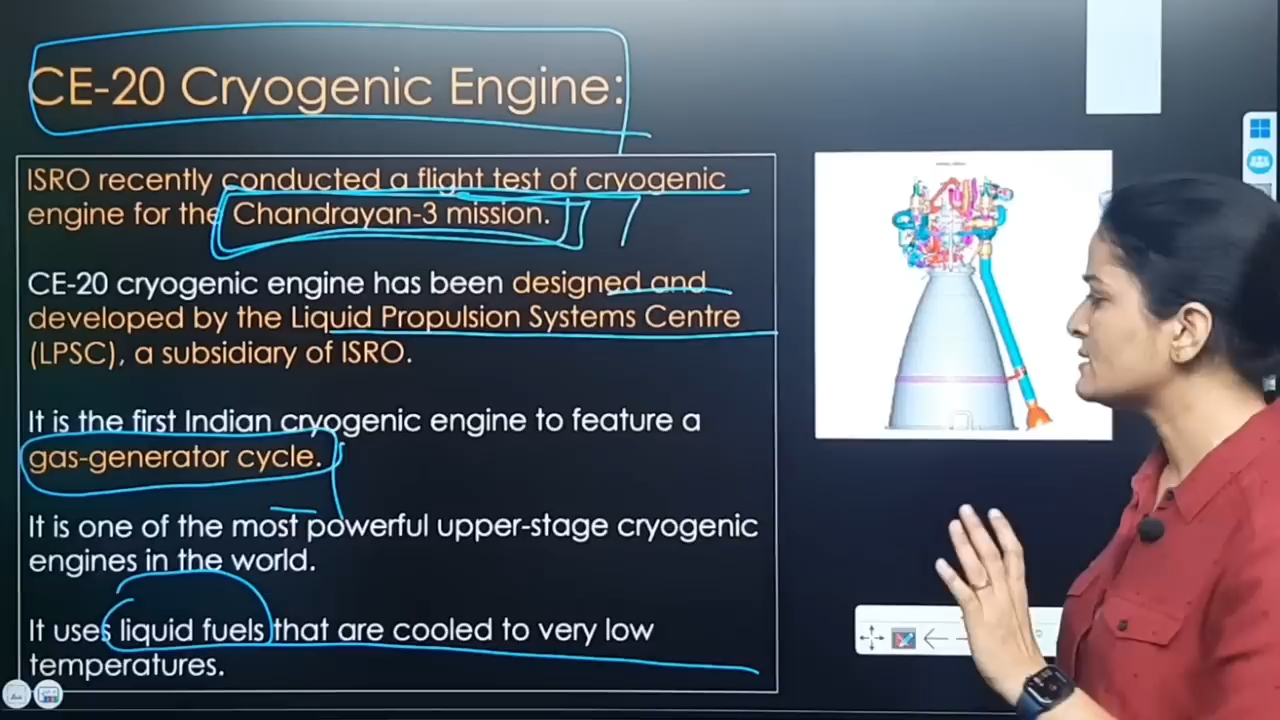 CE-20 Cryogenic Engine:
ISRO recently conducted a flight test of cryogenic
engine for the Chandrayan-3 mission.
CE-20 cryogenic engine has been designed and
developed by the Liquid Propulsion Systems Centre
(LPSC), a subsidiary of ISRO.
It is the first Indian cryogenic engine to feature a
gas-generator cycle.
It is one of the most powerful upper-stage cryogenic
engines in the world.
It uses liquid fuels that are cooled to very low
temperatures.